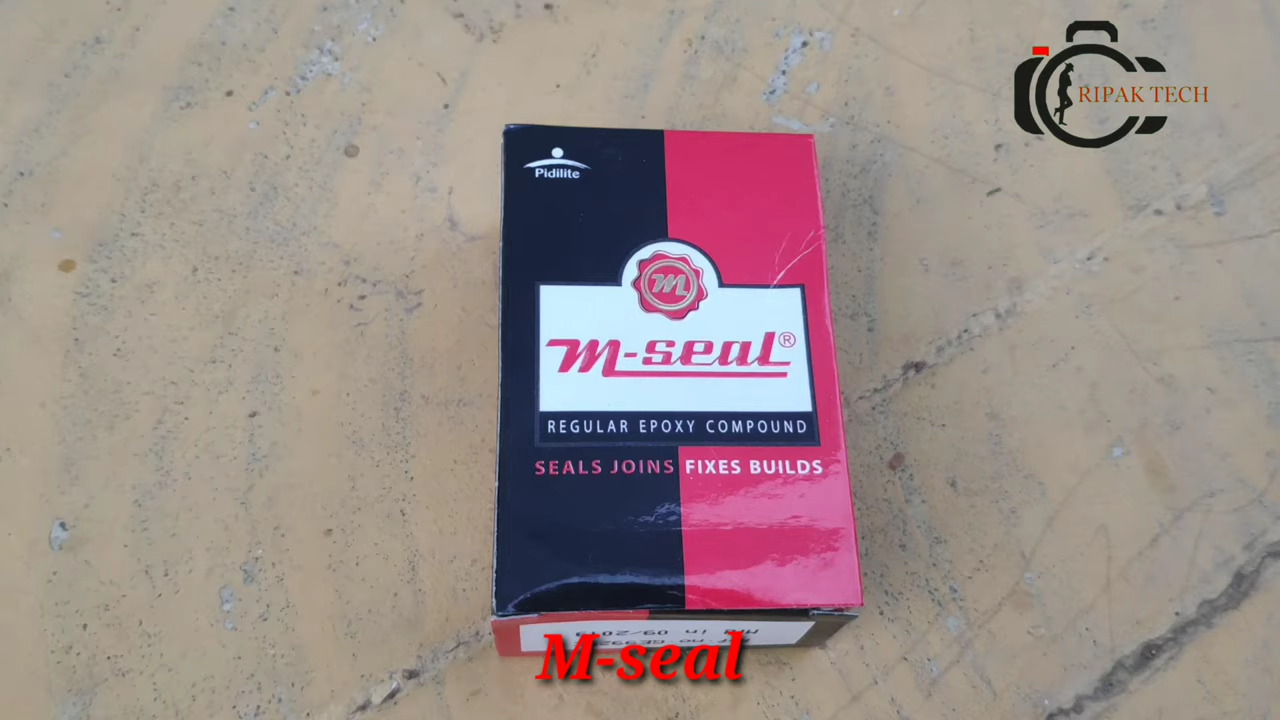 RIPAK TECH
Pidilite
m
m-seal®
REGULAR EPOXY COMPOUND
SEALS JOINS FIXES BUILDS
M-seal